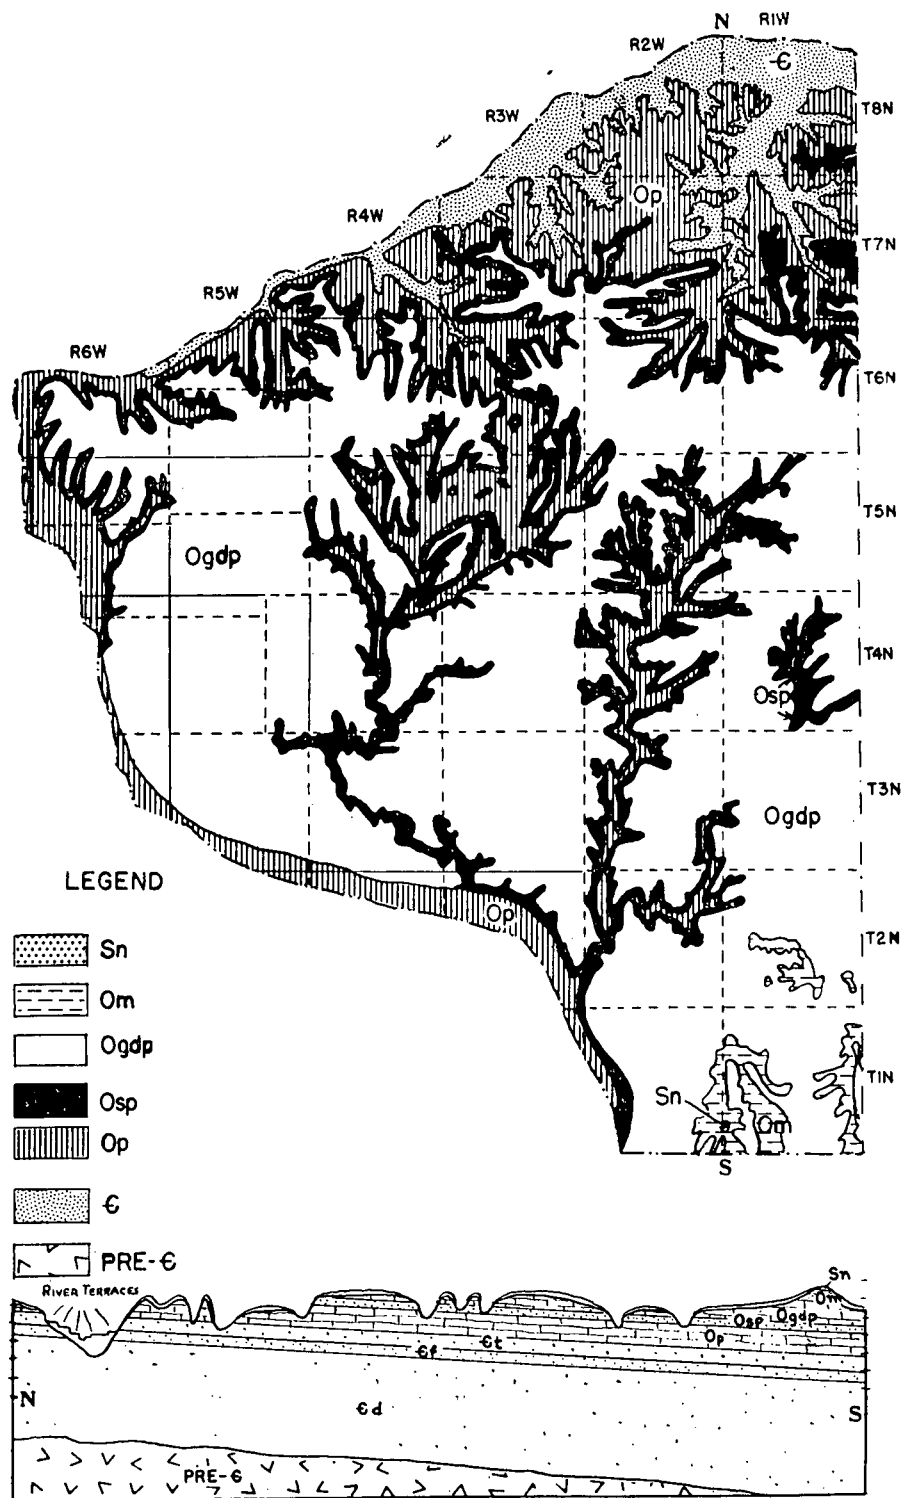 N R1W
R2W
Є
R3W
T8N
Op
R4W
T7N
R5W
R6W
T6N
T5N
Ogdp
T4N
Osp
T3N
Ogdp
LEGEND
Op
Sn
T2N
Om
Ogdp
T1N
Osp
Sn
Om
Op
S
Є
PRE-Є
RIVER TERRACES
Sn
Om
Ogdp
Osp
Op
Єt
Єf
N
Єd
S
PRE-Є